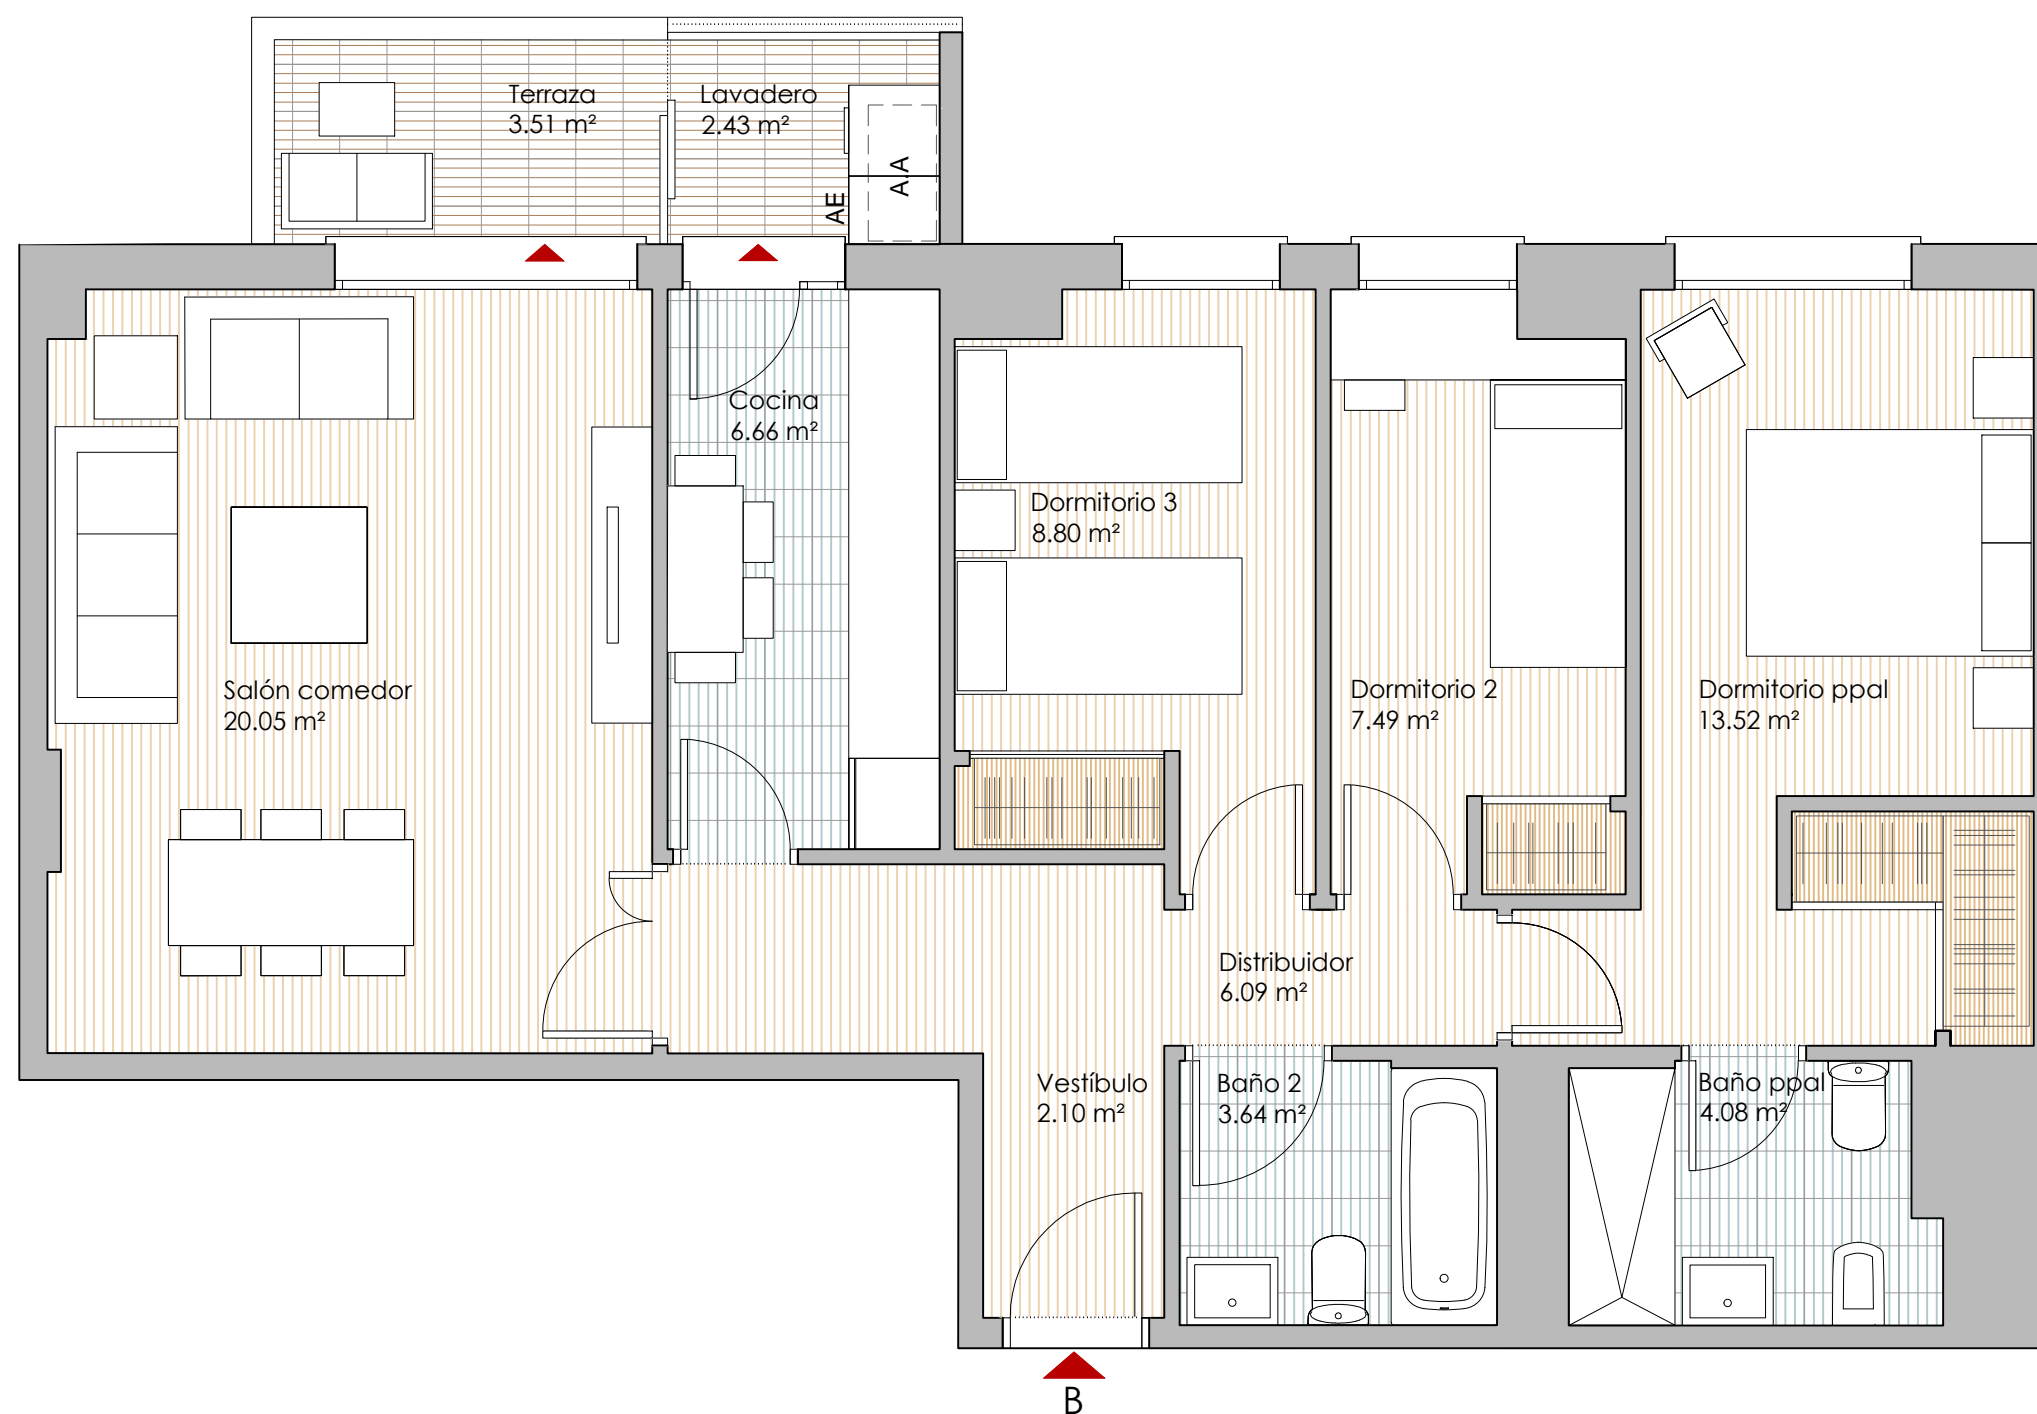 Terraza
3.51 m²
Lavadero
2.43 m²
AE
A.A
Cocina
6.66 m²
Dormitorio 3
8.80 m²
Salón comedor
20.05 m²
Dormitorio 2
7.49 m²
Dormitorio ppal
13.52 m²
Distribuidor
6.09 m²
Vestíbulo
2.10 m²
Baño 2
3.64 m²
Baño ppal
4.08 m²
B